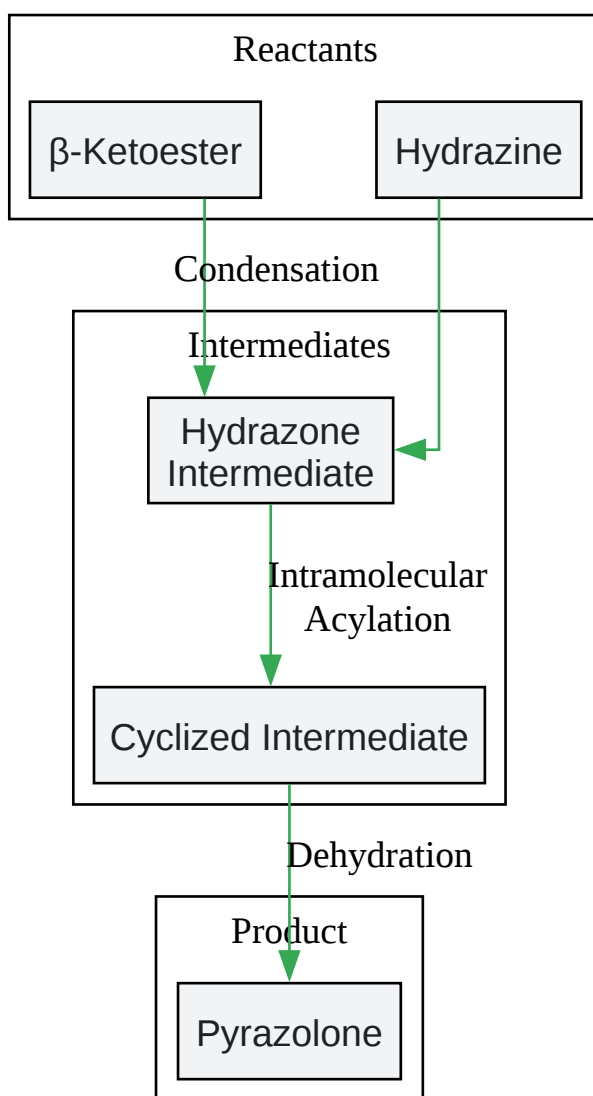 Reactants
β-Ketoester
Hydrazine
Condensation
Intermediates
Hydrazone
Intermediate
Intramolecular
Acylation
Cyclized Intermediate
Dehydration
Product
Pyrazolone